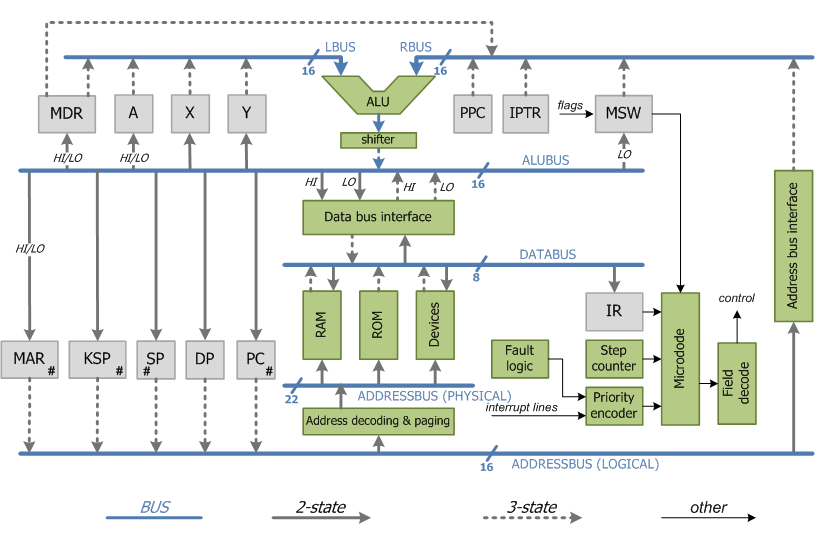 LBUS
RBUS
16
16
ALU
MDR
A
X
Y
PPC
IPTR
flags
MSW
shifter
HI/LO
HI/LO
LO
ALUBUS
16
HI
LO
HI
LO
HI/LO
Data bus interface
Address bus interface
DATABUS
8
RAM
ROM
Devices
IR
control
MAR
#
KSP
#
SP
#
DP
PC
#
Fault
logic
Step
counter
Microdode
Field
decode
22
ADDRESSBUS (PHYSICAL)
Priority
encoder
interrupt lines
Address decoding & paging
16
ADDRESSBUS (LOGICAL)
BUS
2-state
3-state
other